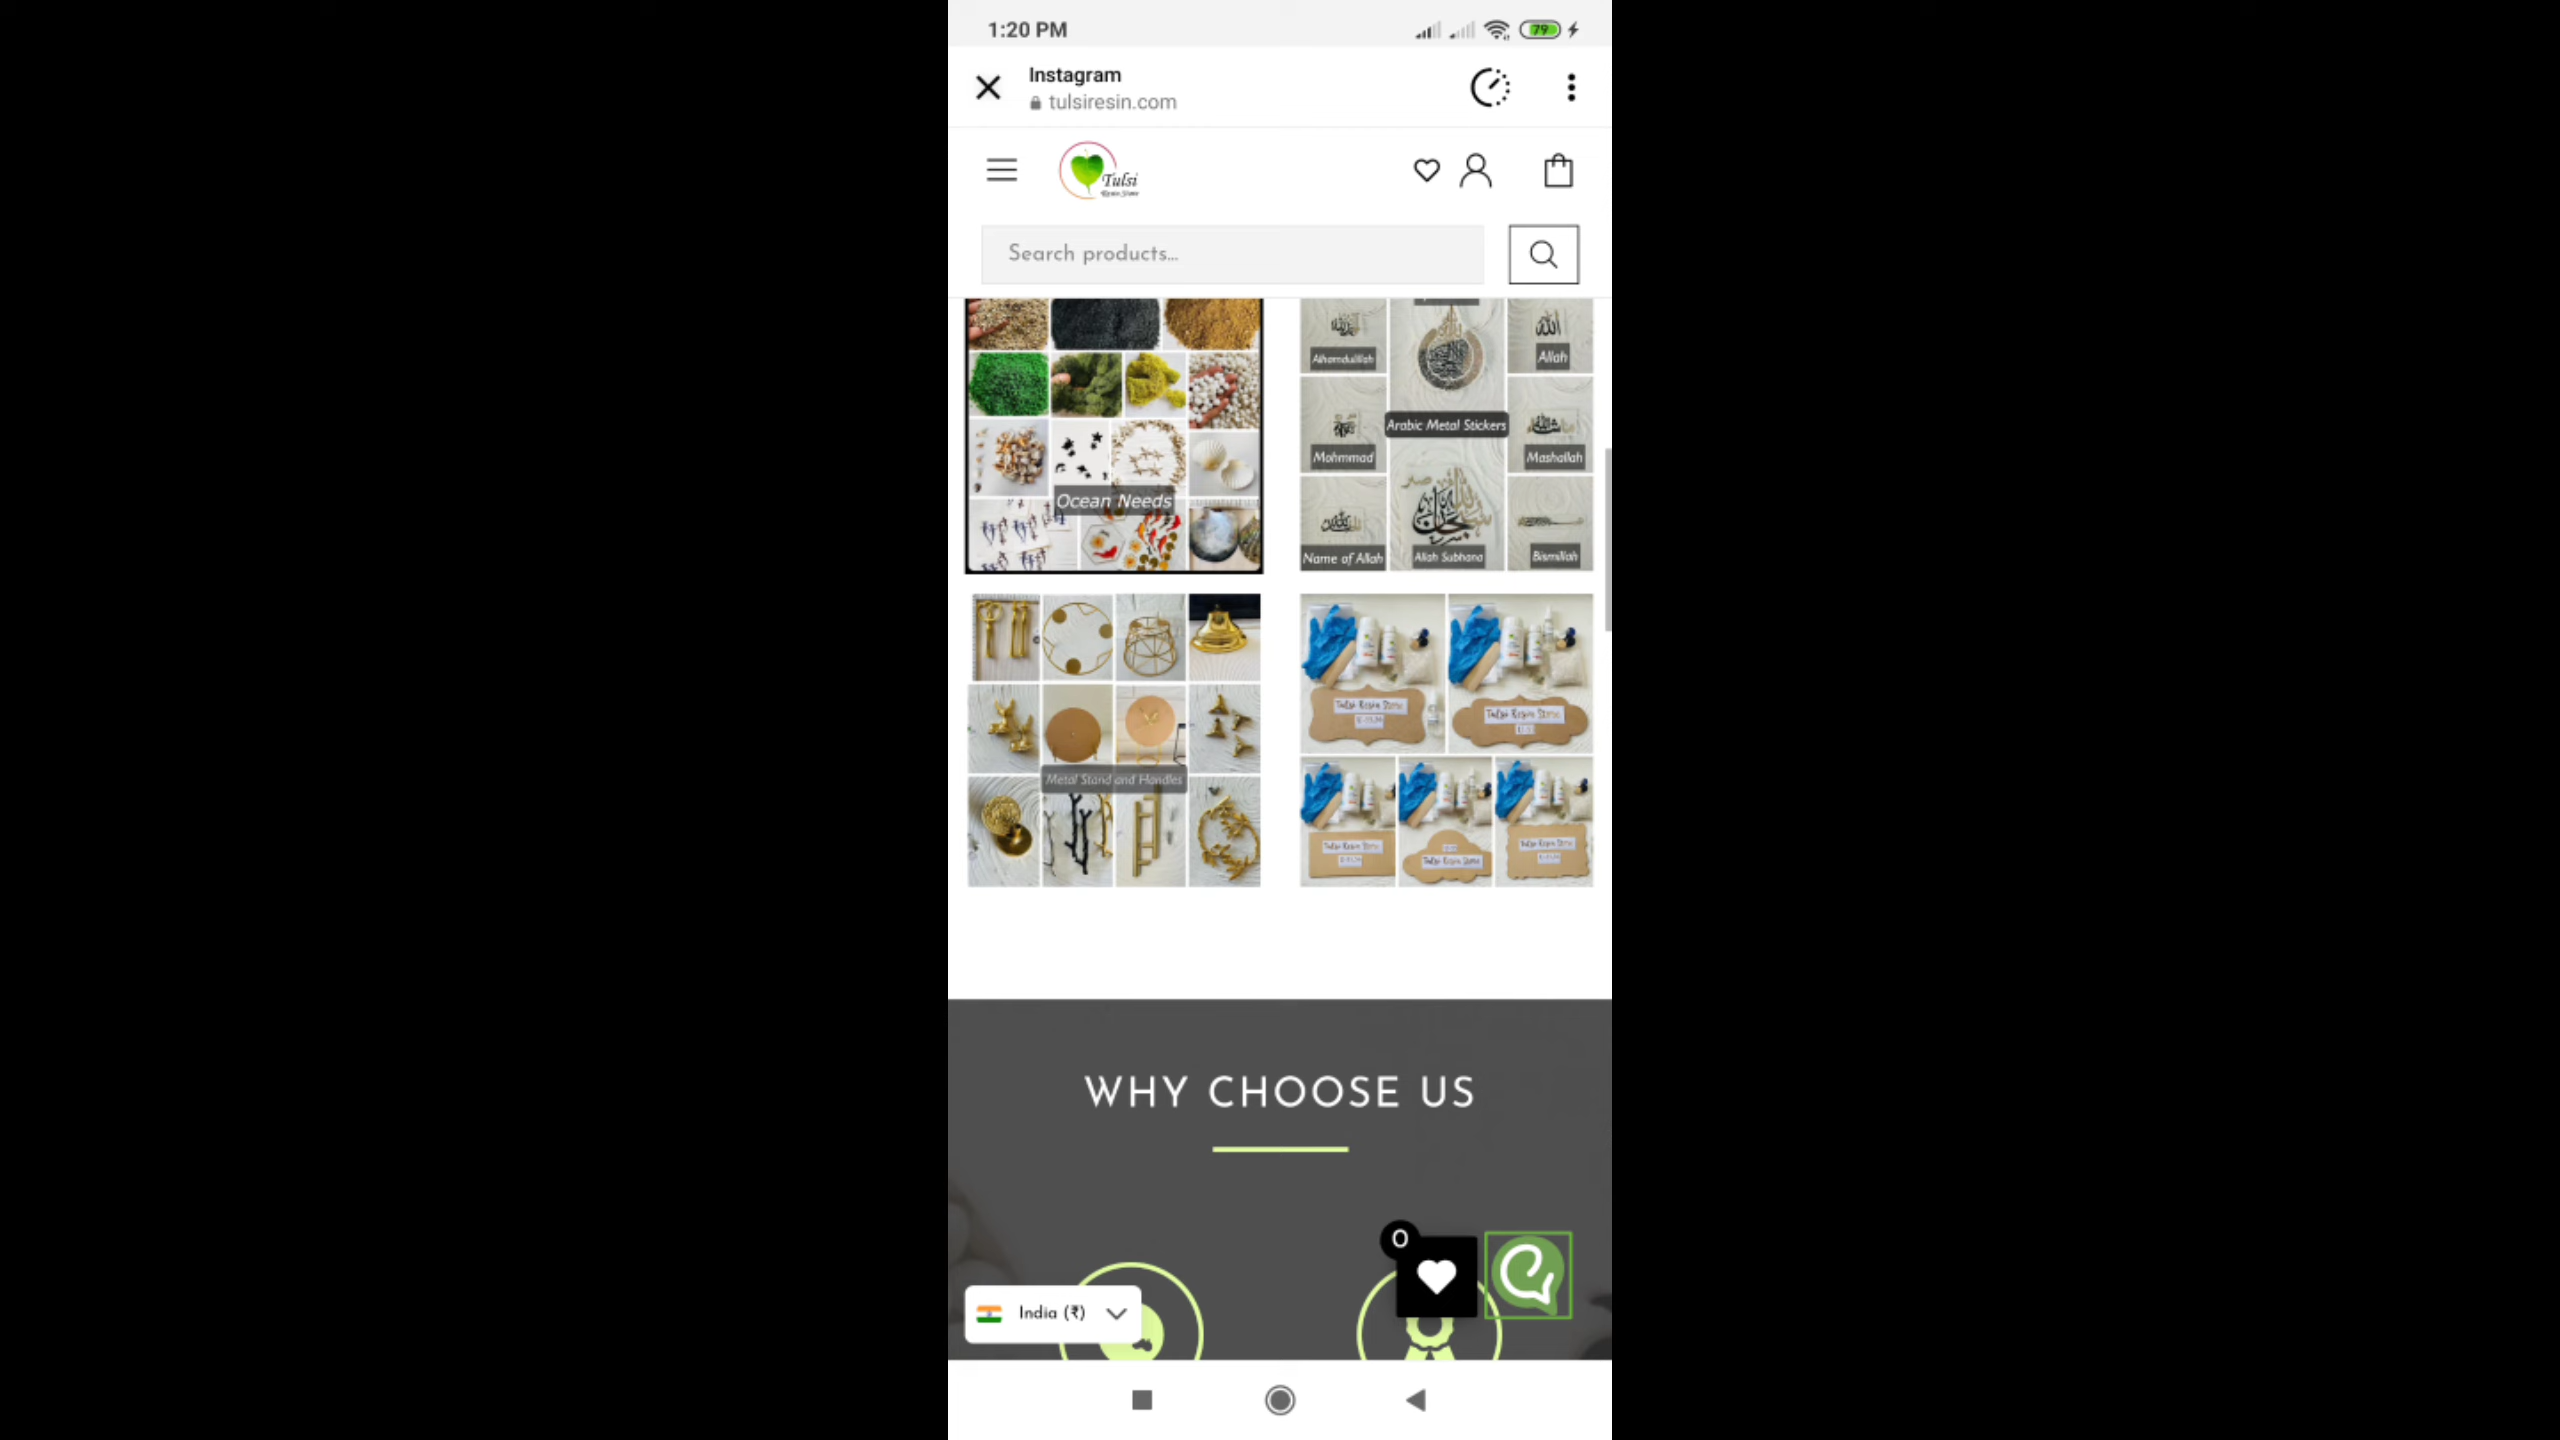 1:20 PM
79
Instagram
tulsiresin.com
Tulsi
Resin Store
Search products...
Alhamdulillah
Allah
Arabic Metal Stickers
Mohmmad
Mashallah
Ocean Needs
Name of Allah
Allah Subhana
Bismillah
Tulsi Resin Store
Tulsi Resin Store
Metal Stand and Handles
Tulsi Resin Store
Tulsi Resin Store
Tulsi Resin Store
WHY CHOOSE US
0
India (₹)